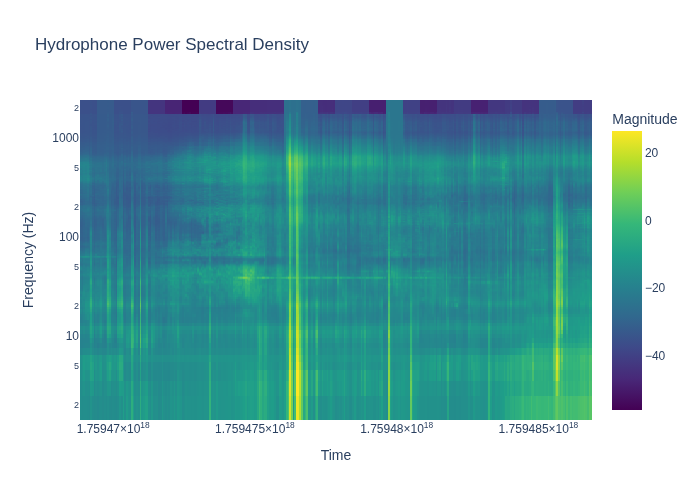 Hydrophone Power Spectral Density
Magnitude
20
0
−20
−40
2
1000
5
2
100
5
2
10
5
2
Frequency (Hz)
1.75947×10¹⁸ 1.759475×10¹⁸ 1.75948×10¹⁸ 1.759485×10¹⁸
Time